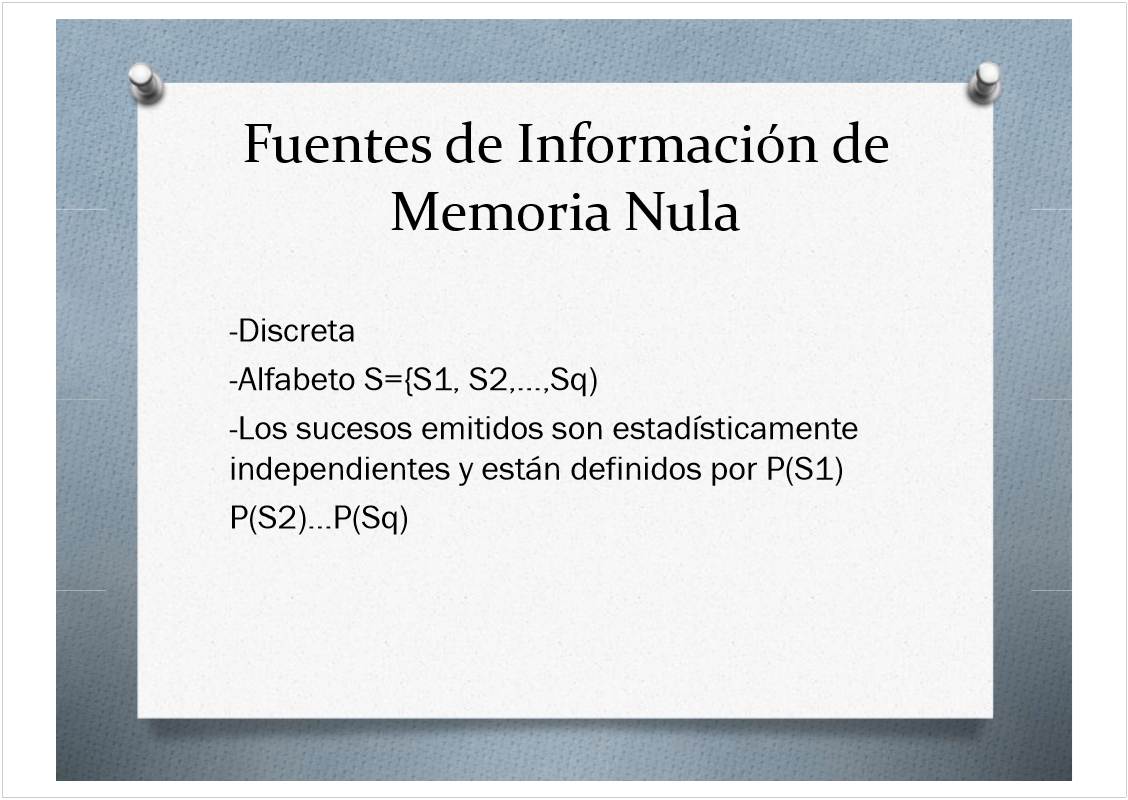 Fuentes de Información de
Memoria Nula
-Discreta
-Alfabeto S={S1, S2,...,Sq)
-Los sucesos emitidos son estadísticamente
independientes y están definidos por P(S1)
P(S2)...P(Sq)